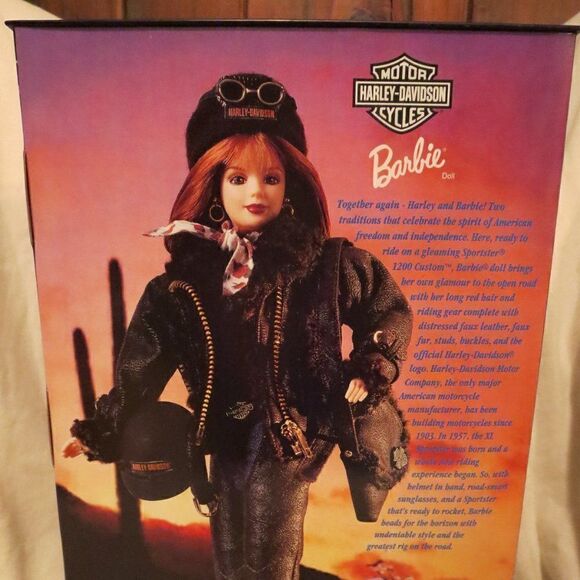 MOTOR
HARLEY-DAVIDSON
CYCLES
Barbie™
Doll
HARLEY-DAVIDSON
Together again - Harley and Barbie! Two
traditions that celebrate the spirit of American
freedom and independence. Here, ready to
ride on a gleaming Sportster®
1200 Custom™, Barbie® doll brings
her own glamour to the open road
with her long red hair and
riding gear complete with
distressed faux leather, faux
fur, studs, buckles, and the
official Harley-Davidson®
logo. Harley-Davidson Motor
Company, the only major
American motorcycle
manufacturer, has been
building motorcycles since
1903. In 1957, the XL
Sportster was born and a
whole new riding
experience began. So, with
helmet in hand, road-smart
sunglasses, and a Sportster
that's ready to rocket, Barbie
heads for the horizon with
undeniable style and the
greatest rig on the road.
HARLEY-DAVIDSON